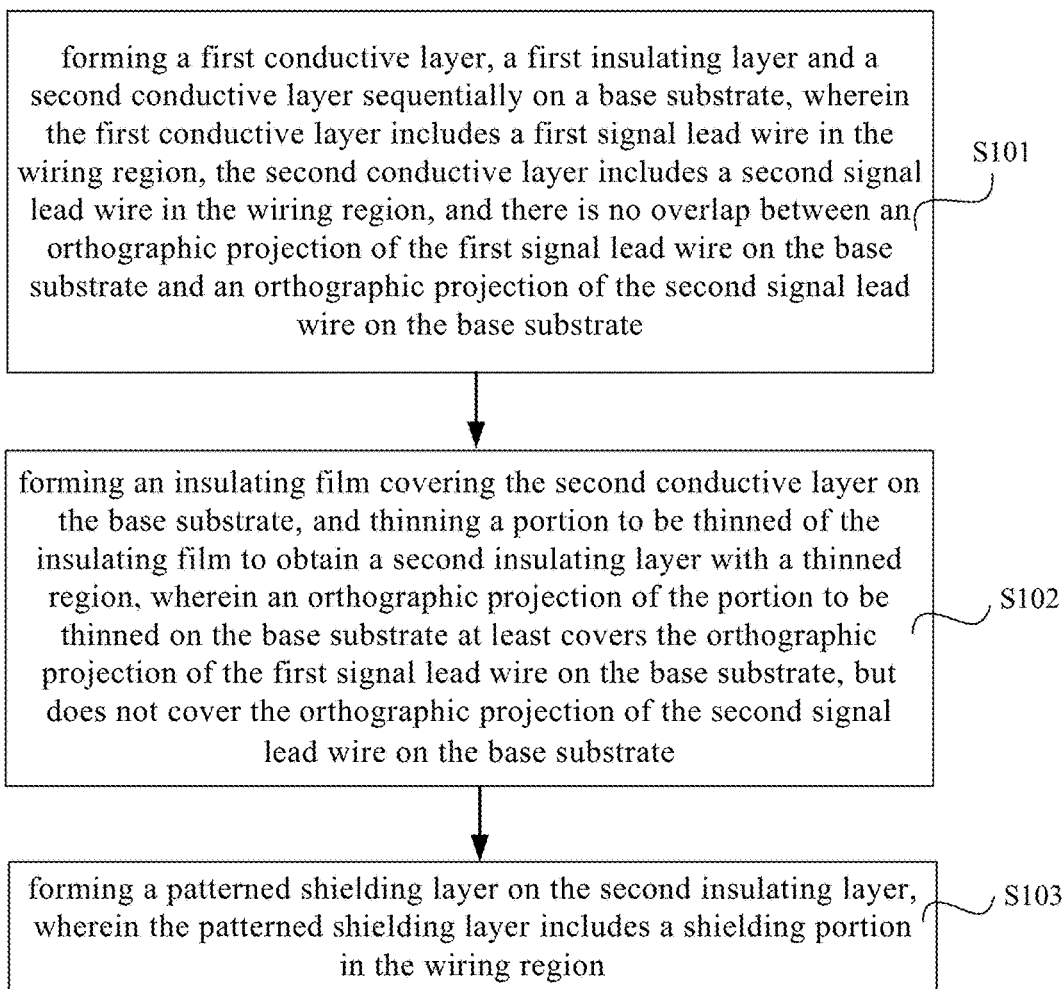 forming a first conductive layer, a first insulating layer and a
second conductive layer sequentially on a base substrate, wherein
the first conductive layer includes a first signal lead wire in the
wiring region, the second conductive layer includes a second signal
lead wire in the wiring region, and there is no overlap between an
orthographic projection of the first signal lead wire on the base
substrate and an orthographic projection of the second signal lead
wire on the base substrate
S101
forming an insulating film covering the second conductive layer on
the base substrate, and thinning a portion to be thinned of the
insulating film to obtain a second insulating layer with a thinned
region, wherein an orthographic projection of the portion to be
thinned on the base substrate at least covers the orthographic
projection of the first signal lead wire on the base substrate, but
does not cover the orthographic projection of the second signal
lead wire on the base substrate
S102
forming a patterned shielding layer on the second insulating layer,
wherein the patterned shielding layer includes a shielding portion
in the wiring region
S103